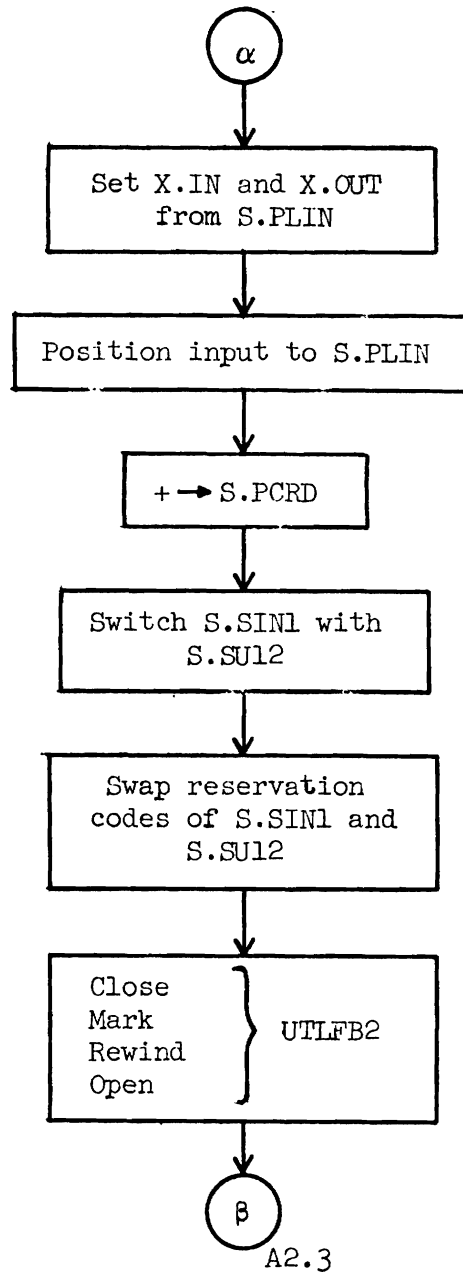 α
Set X.IN and X.OUT
from S.PLIN
Position input to S.PLIN
+ → S.PCRD
Switch S.SIN1 with
S.SU12
Swap reservation
codes of S.SIN1 and
S.SU12
Close
Mark
Rewind
Open
UTLFB2
β
A2.3